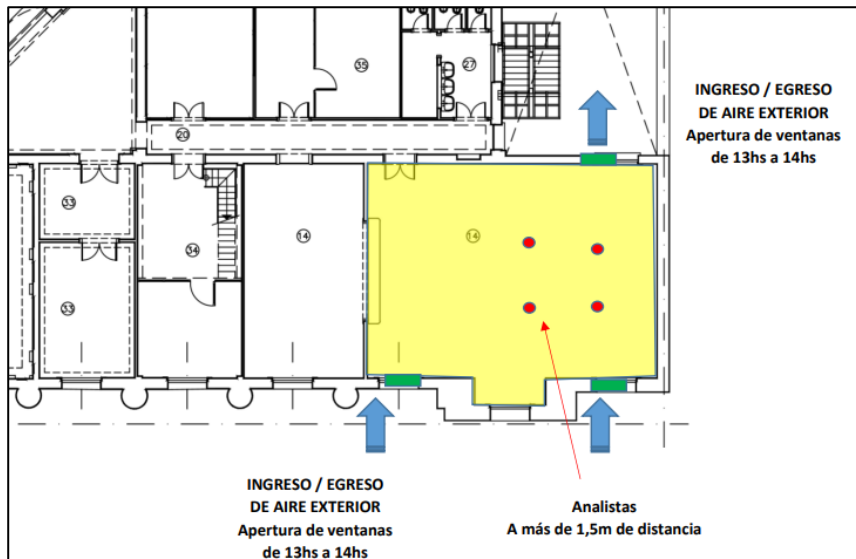 35
27
INGRESO / EGRESO
DE AIRE EXTERIOR
Apertura de ventanas
de 13hs a 14hs
20
33
34
14
14
33
INGRESO / EGRESO
DE AIRE EXTERIOR
Apertura de ventanas
de 13hs a 14hs
Analistas
A más de 1,5m de distancia